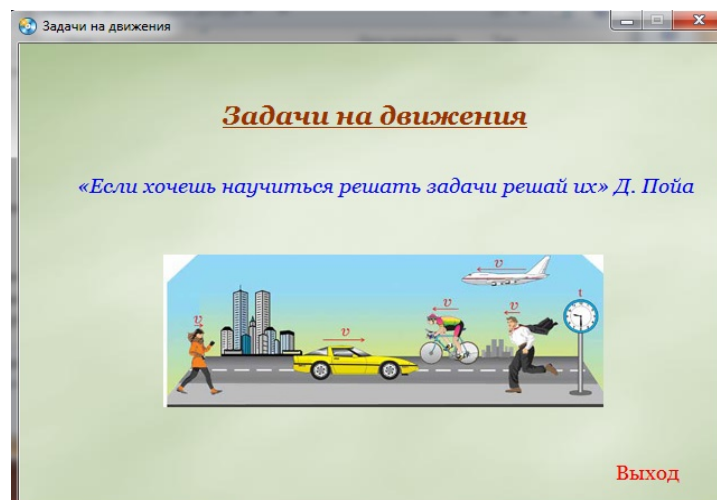 Задачи на движения
Задачи на движения
«Если хочешь научиться решать задачи решай их» Д. Пойа
v
t
v
v
v
v
Выход